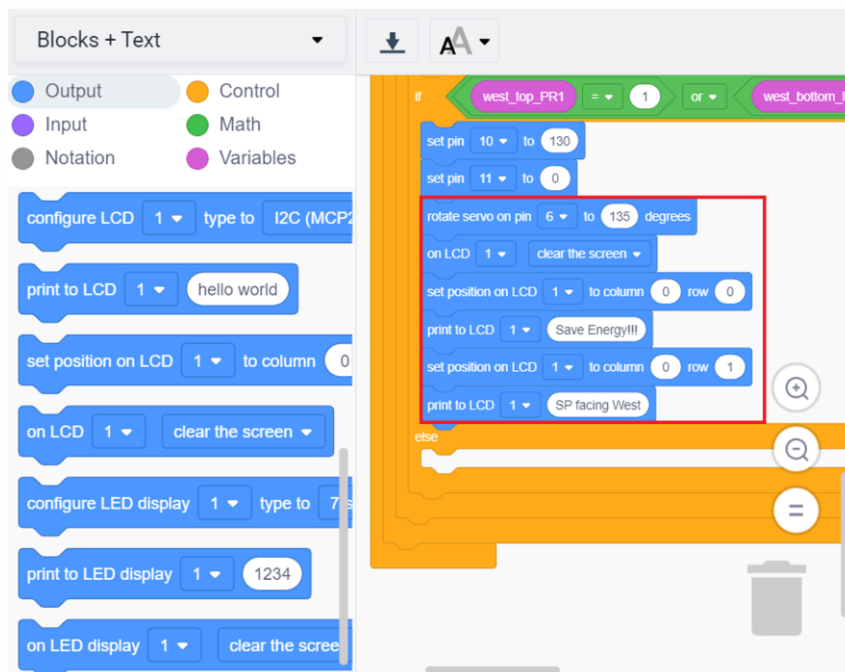 Blocks + Text
AA
Output Control
Input Math
Notation Variables
configure LCD 1 type to I2C (MCP2
print to LCD 1 hello world
set position on LCD 1 to column 0
on LCD 1 clear the screen
configure LED display 1 type to 7
print to LED display 1 1234
on LED display 1 clear the scree
if west_top_PR1 = 1 or west_bottom_
set pin 10 to 130
set pin 11 to 0
rotate servo on pin 6 to 135 degrees
on LCD 1 clear the screen
set position on LCD 1 to column 0 row 0
print to LCD 1 Save Energy!!!
set position on LCD 1 to column 0 row 1
print to LCD 1 SP facing West
else